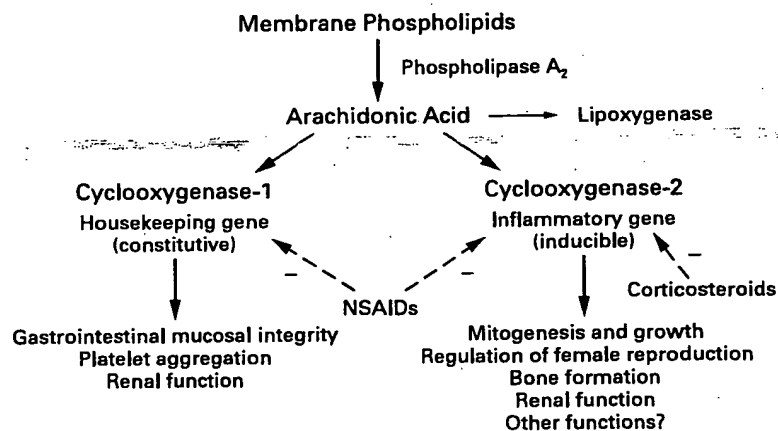 Membrane Phospholipids
Phospholipase A₂
Arachidonic Acid
Lipoxygenase
Cyclooxygenase-1
Housekeeping gene
(constitutive)
Cyclooxygenase-2
Inflammatory gene
(inducible)
–
–
–
NSAIDs
Corticosteroids
Gastrointestinal mucosal integrity
Platelet aggregation
Renal function
Mitogenesis and growth
Regulation of female reproduction
Bone formation
Renal function
Other functions?